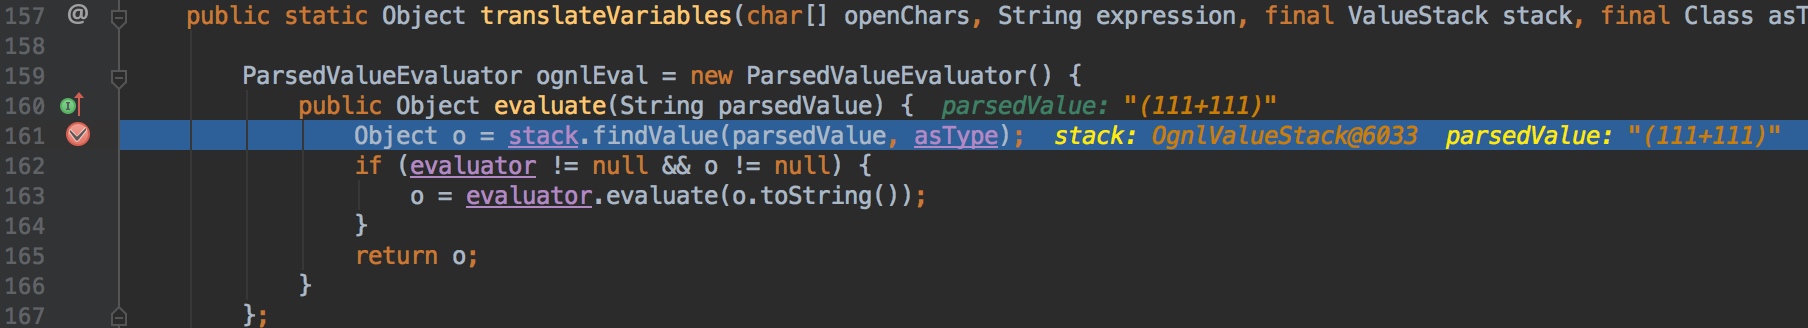 157 @ public static Object translateVariables(char[] openChars, String expression, final ValueStack stack, final Class asT
158
159 ParsedValueEvaluator ognlEval = new ParsedValueEvaluator() {
160 I public Object evaluate(String parsedValue) { parsedValue: "(111+111)"
161 Object o = stack.findValue(parsedValue, asType); stack: OgnlValueStack@6033 parsedValue: "(111+111)"
162 if (evaluator != null && o != null) {
163 o = evaluator.evaluate(o.toString());
164 }
165 return o;
166 }
167 };